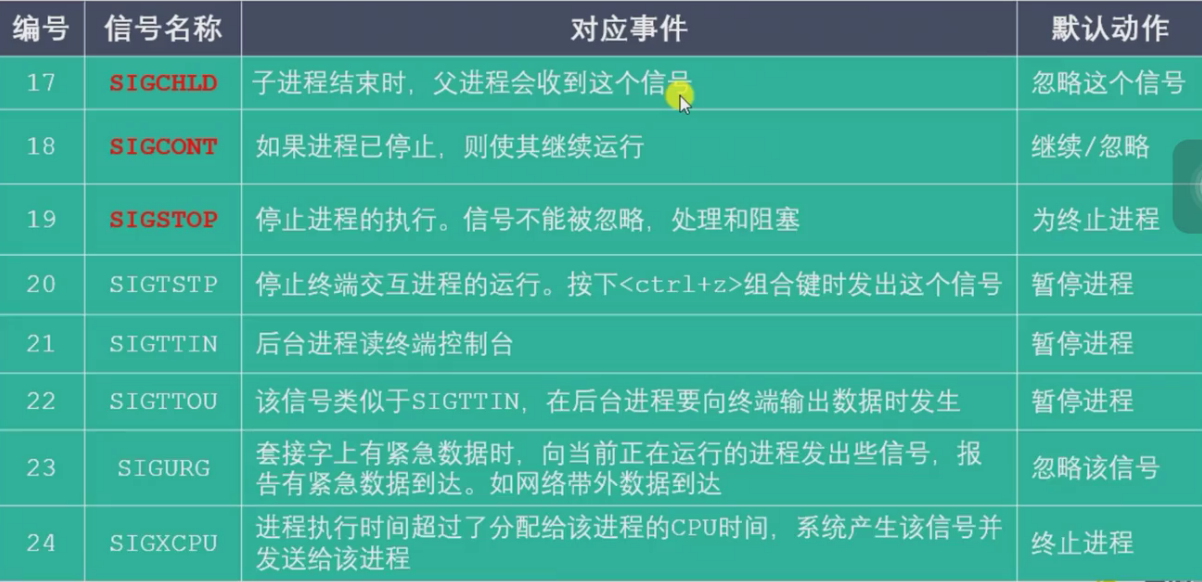 编号 信号名称 对应事件 默认动作
17 SIGCHLD 子进程结束时，父进程会收到这个信号 忽略这个信号
18 SIGCONT 如果进程已停止，则使其继续运行 继续/忽略
19 SIGSTOP 停止进程的执行。信号不能被忽略，处理和阻塞 为终止进程
20 SIGTSTP 停止终端交互进程的运行。按下<ctrl+z>组合键时发出这个信号 暂停进程
21 SIGTTIN 后台进程读终端控制台 暂停进程
22 SIGTTOU 该信号类似于SIGTTIN，在后台进程要向终端输出数据时发生 暂停进程
23 SIGURG 套接字上有紧急数据时，向当前正在运行的进程发出些信号，报
告有紧急数据到达。如网络带外数据到达 忽略该信号
24 SIGXCPU 进程执行时间超过了分配给该进程的CPU时间，系统产生该信号并
发送给该进程 终止进程